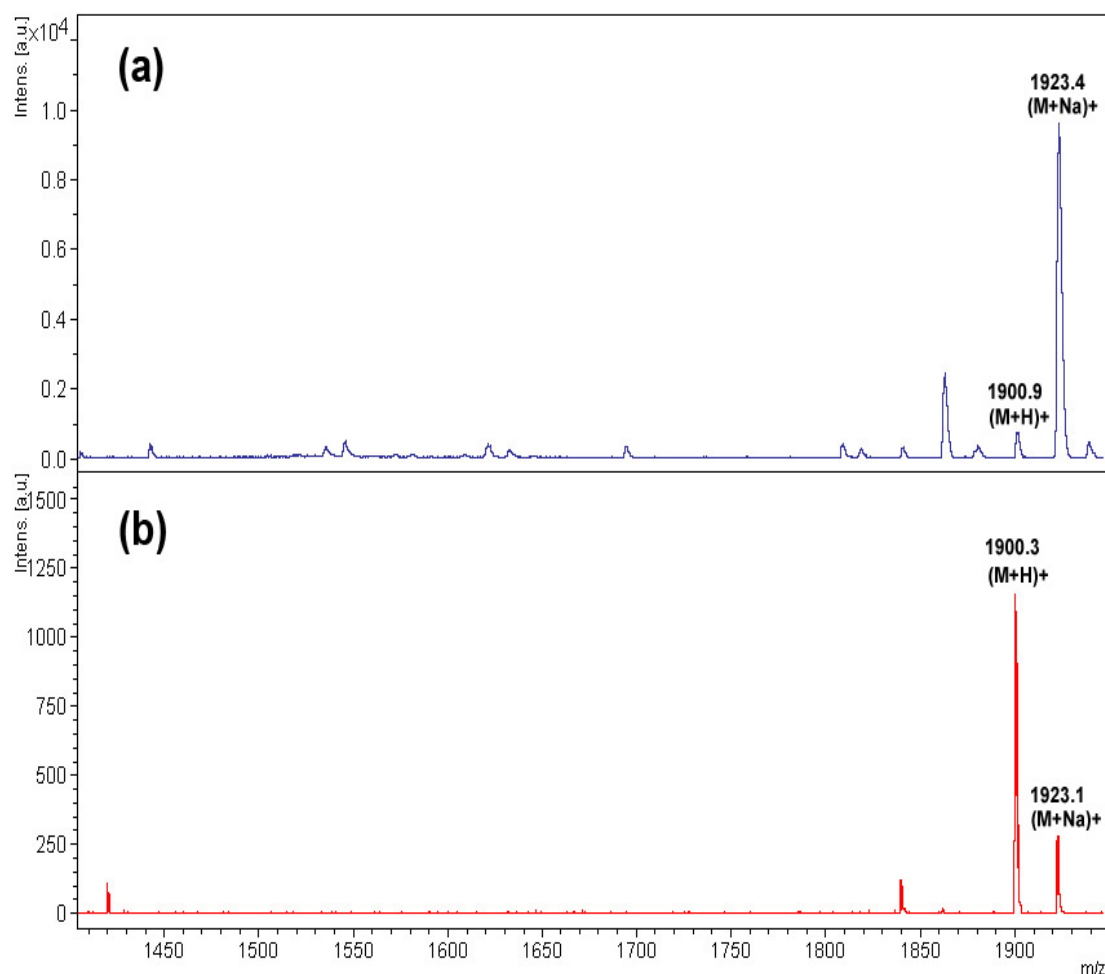 Intens. [a.u.]
×10⁴
(a)
1923.4
(M+Na)+
1.0
0.8
0.6
0.4
1900.9
(M+H)+
0.2
0.0
Intens. [a.u.]
1500
(b)
1900.3
(M+H)+
1250
1000
1923.1
(M+Na)+
750
500
250
0
1450 1500 1550 1600 1650 1700 1750 1800 1850 1900
m/z